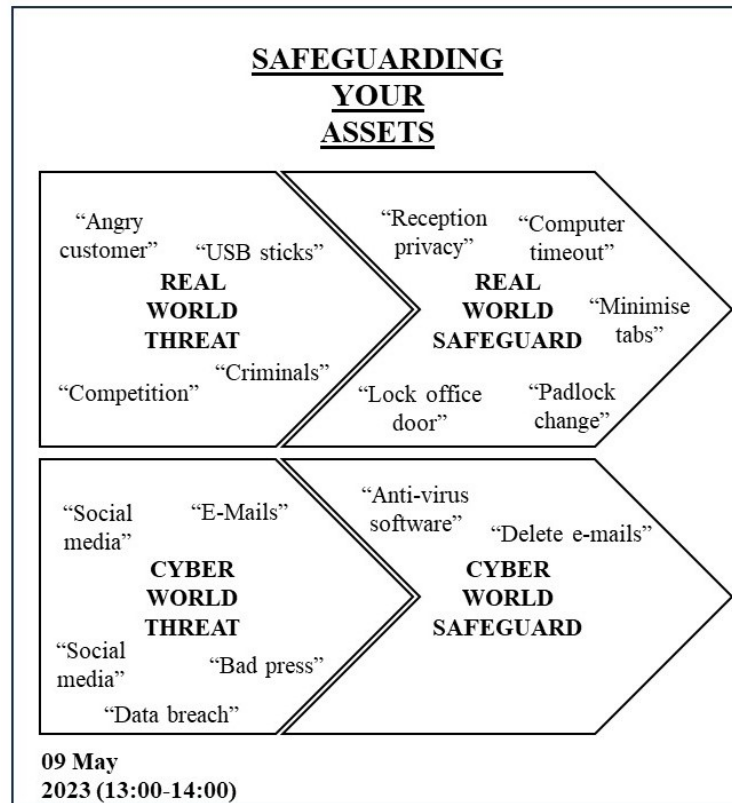 SAFEGUARDING
YOUR
ASSETS
“Angry
customer”
“USB sticks”
REAL
WORLD
THREAT
“Criminals”
“Competition”
“Reception
privacy”
“Computer
timeout”
REAL
WORLD
SAFEGUARD
“Minimise
tabs”
“Lock office
door”
“Padlock
change”
“Social
media”
“E-Mails”
CYBER
WORLD
THREAT
“Social
media”
“Bad press”
“Data breach”
“Anti-virus
software”
“Delete e-mails”
CYBER
WORLD
SAFEGUARD
09 May
2023 (13:00-14:00)